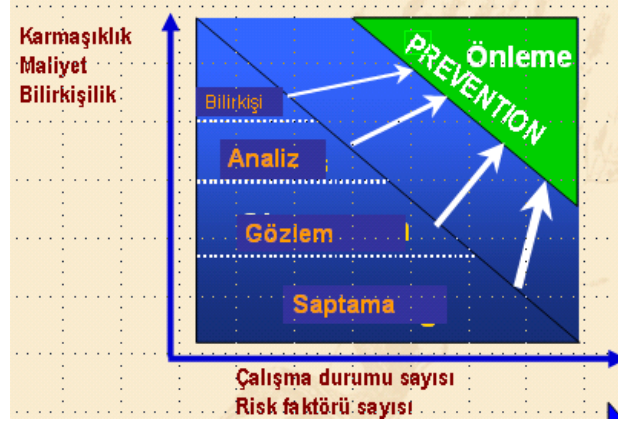 Karmaşıklık
Maliyet
Bilirkişilik
PREVENTION
Önleme
Bilirkişi
Analiz
Gözlem
Saptama
Çalışma durumu sayısı
Risk faktörü sayısı